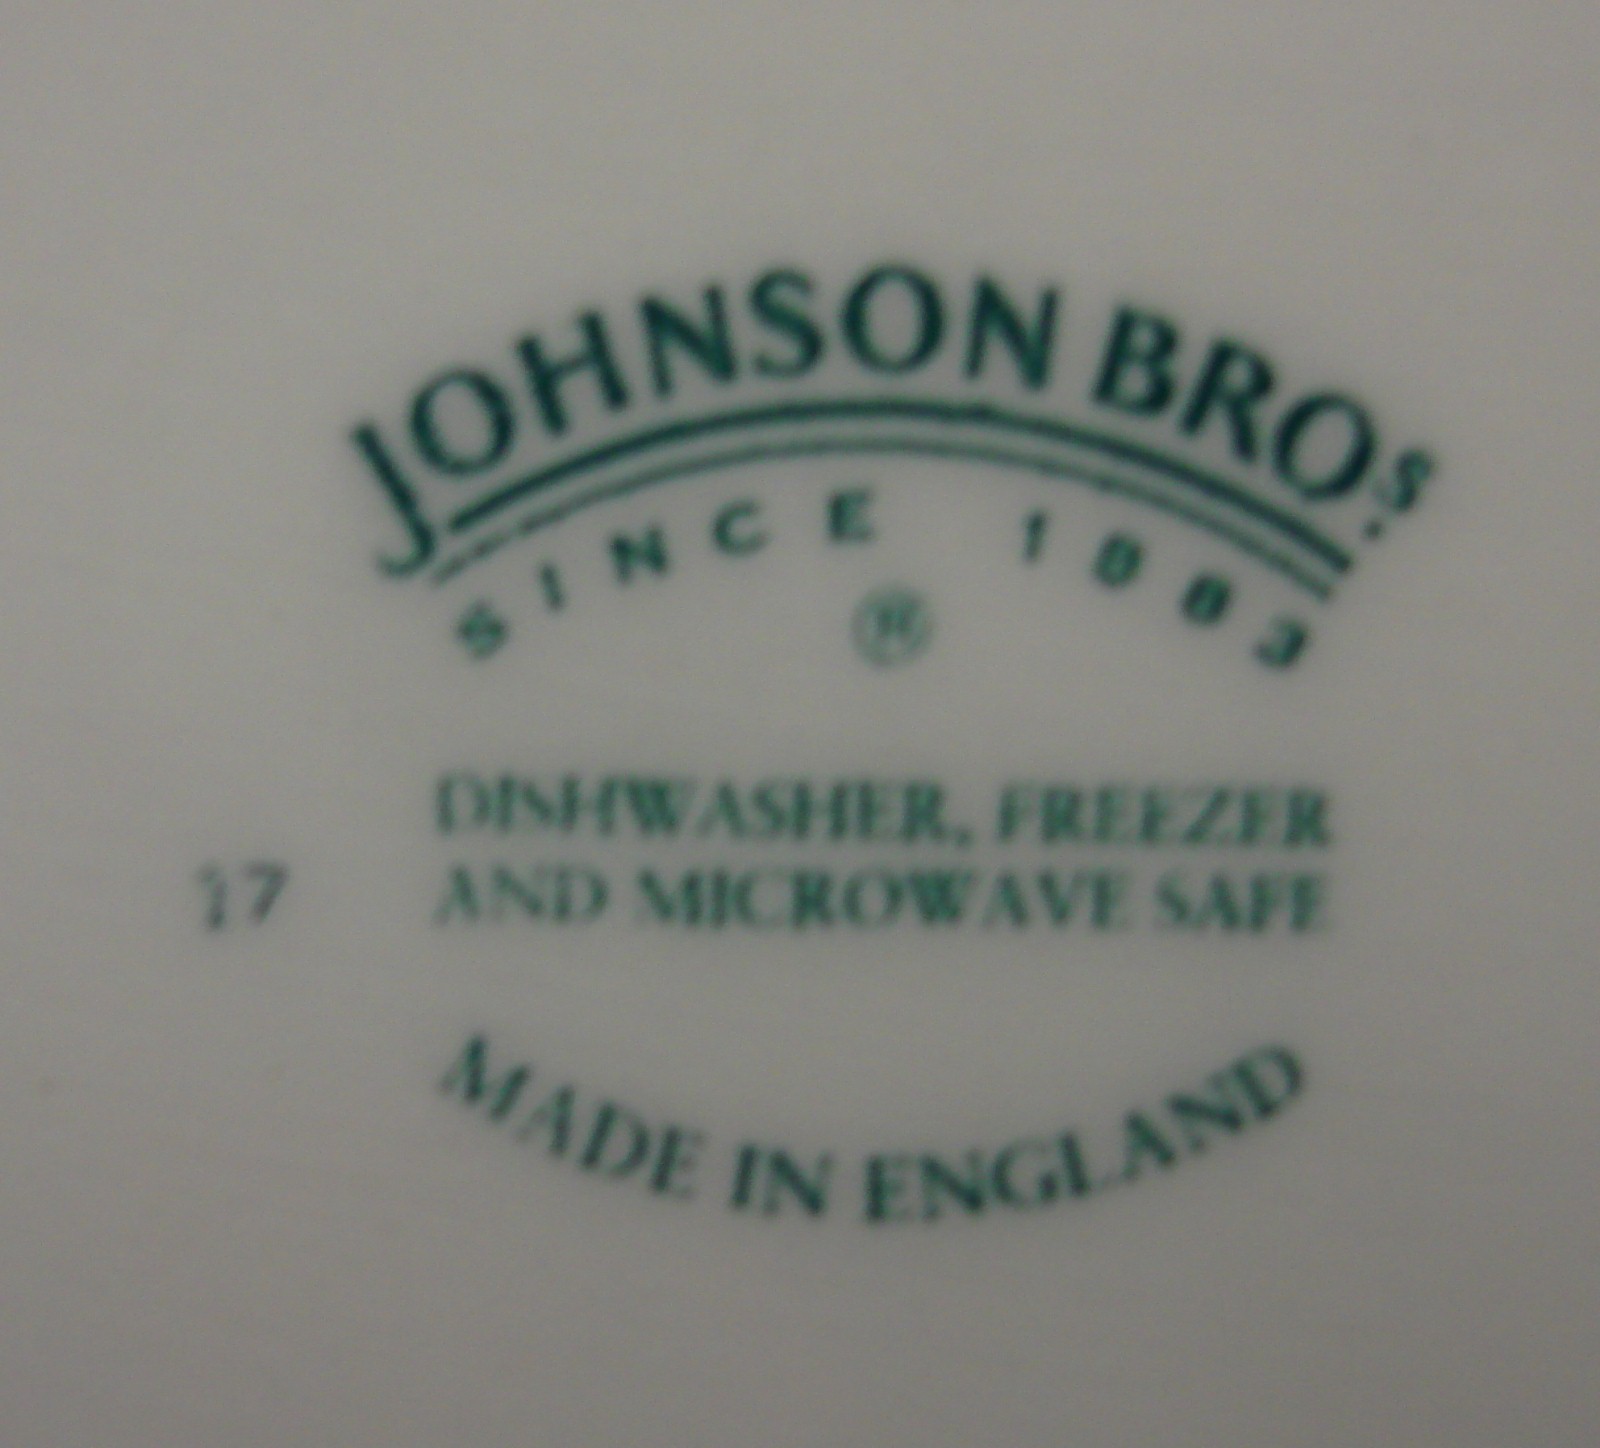 JOHNSON BROS.
SINCE 1883
®
DISHWASHER, FREEZER
AND MICROWAVE SAFE
17
MADE IN ENGLAND